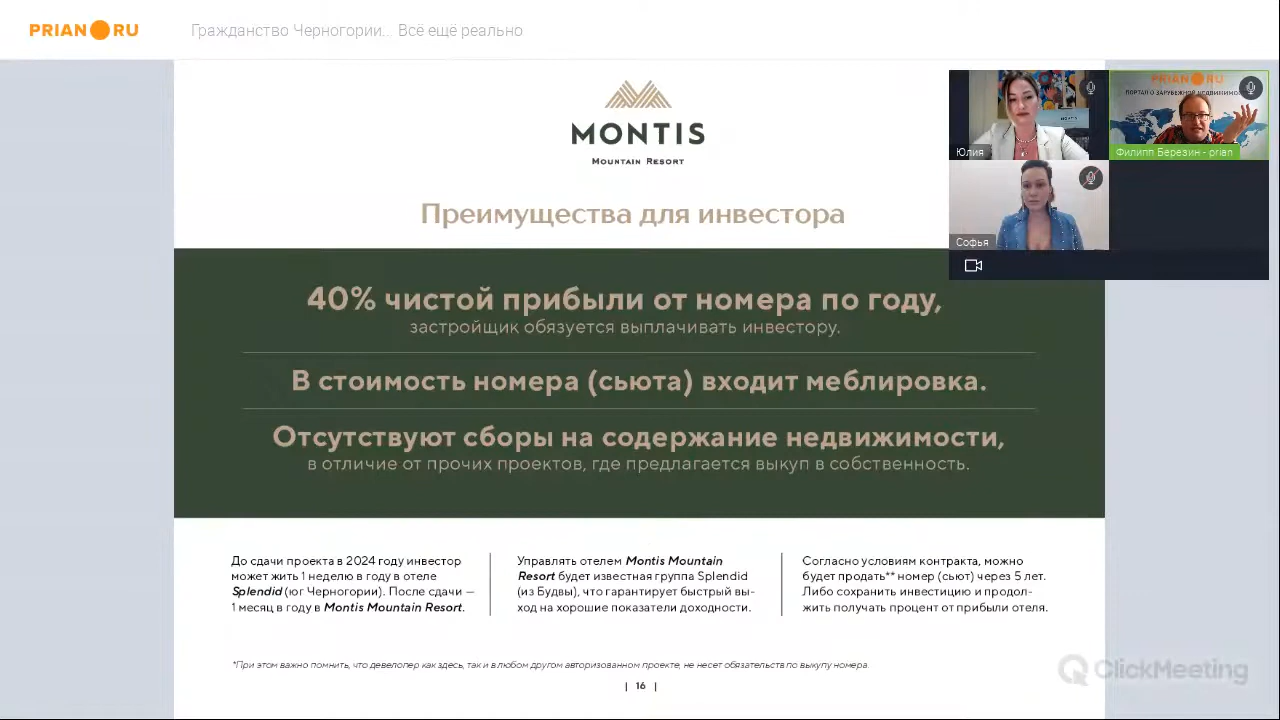 PRIAN RU
Гражданство Черногории... Всё ещё реально
MONTIS
MOUNTAIN RESORT
Преимущества для инвестора
PRIAN RU
ПОРТАЛ О ЗАРУБЕЖНОЙ НЕДВИЖИМО
MONTIS
Юлия
Филипп Березин - prian
Софья
40% чистой прибыли от номера по году,
застройщик обязуется выплачивать инвестору.
В стоимость номера (сьюта) входит меблировка.
Отсутствуют сборы на содержание недвижимости,
в отличие от прочих проектов, где предлагается выкуп в собственность.
До сдачи проекта в 2024 году инвестор
может жить 1 неделю в году в отеле
Splendid (юг Черногории). После сдачи —
1 месяц в году в Montis Mountain Resort.
Управлять отелем Montis Mountain
Resort будет известная группа Splendid
(из Будвы), что гарантирует быстрый вы-
ход на хорошие показатели доходности.
Согласно условиям контракта, можно
будет продать** номер (сьют) через 5 лет.
Либо сохранить инвестицию и продол-
жить получать процент от прибыли отеля.
*При этом важно помнить, что девелопер как здесь, так и в любом другом авторизованном проекте, не несет обязательств по выкупу номера.
| 16 |
ClickMeeting